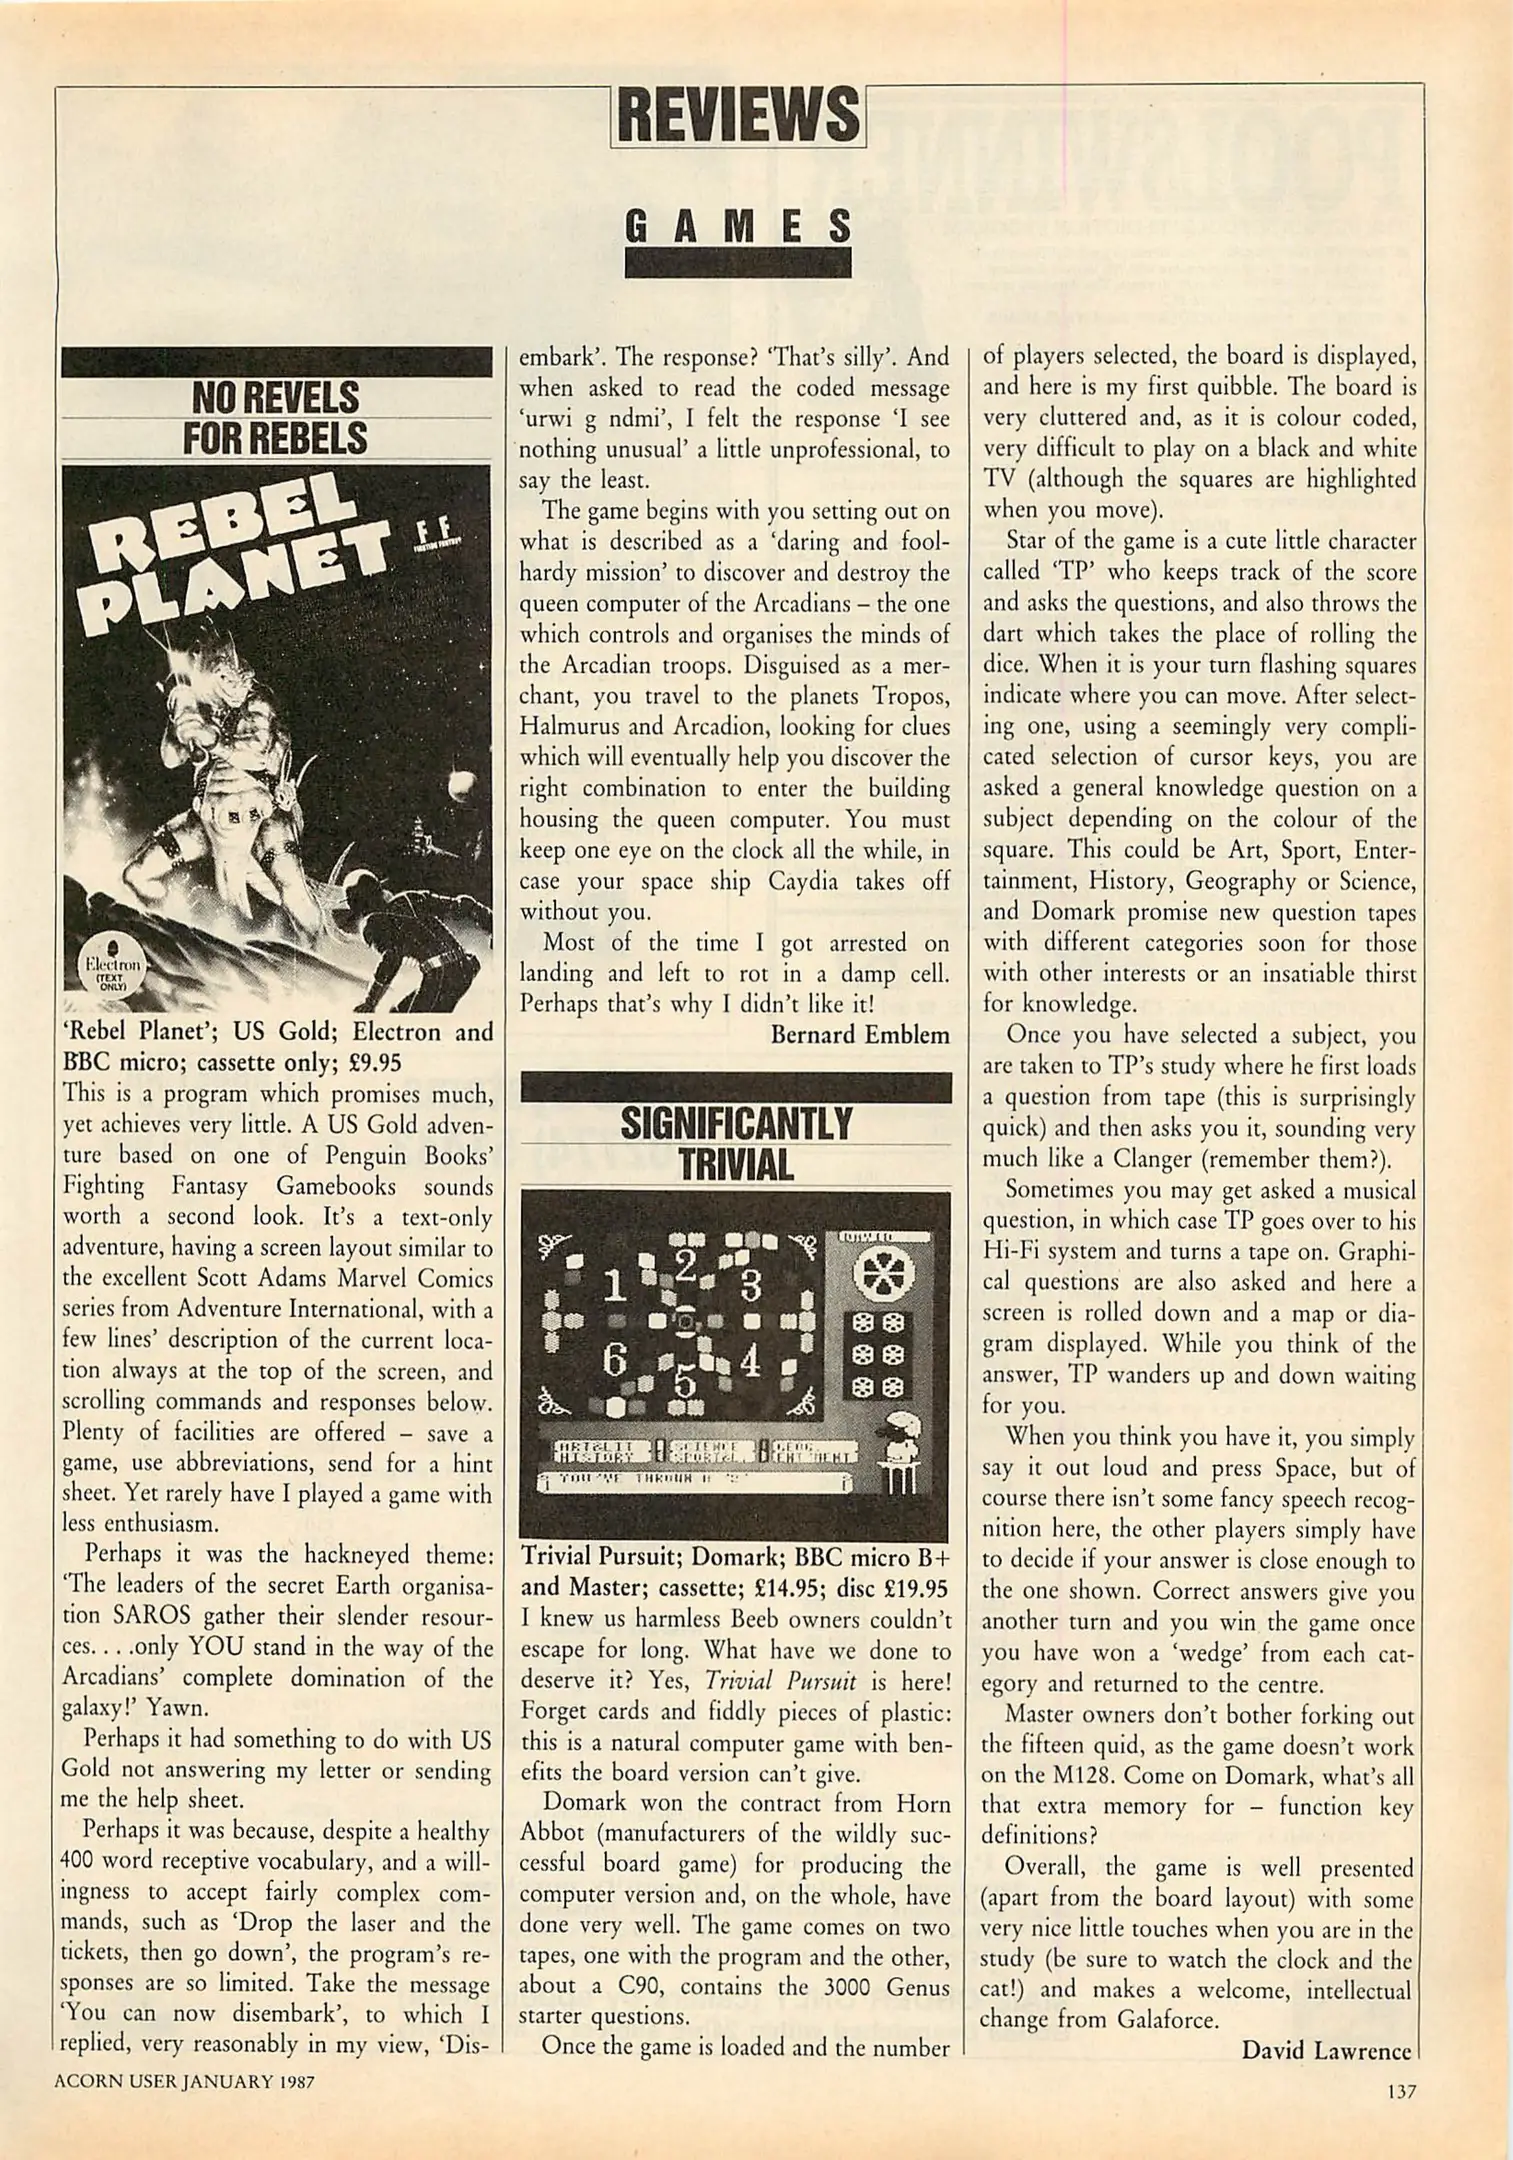 REVIEWS
GAMES
NO REVELS
FOR REBELS
REBEL
PLANET
FF
FIGHTING FANTASY
Electron
(TEXT
ONLY)
‘Rebel Planet’; US Gold; Electron and
BBC micro; cassette only; £9.95
This is a program which promises much,
yet achieves very little. A US Gold adven-
ture based on one of Penguin Books’
Fighting Fantasy Gamebooks sounds
worth a second look. It’s a text-only
adventure, having a screen layout similar to
the excellent Scott Adams Marvel Comics
series from Adventure International, with a
few lines’ description of the current loca-
tion always at the top of the screen, and
scrolling commands and responses below.
Plenty of facilities are offered – save a
game, use abbreviations, send for a hint
sheet. Yet rarely have I played a game with
less enthusiasm.
Perhaps it was the hackneyed theme:
‘The leaders of the secret Earth organisa-
tion SAROS gather their slender resour-
ces. . . .only YOU stand in the way of the
Arcadians’ complete domination of the
galaxy!’ Yawn.
Perhaps it had something to do with US
Gold not answering my letter or sending
me the help sheet.
Perhaps it was because, despite a healthy
400 word receptive vocabulary, and a will-
ingness to accept fairly complex com-
mands, such as ‘Drop the laser and the
tickets, then go down’, the program’s re-
sponses are so limited. Take the message
‘You can now disembark’, to which I
replied, very reasonably in my view, ‘Dis-
embark’. The response? ‘That’s silly’. And
when asked to read the coded message
‘urwi g ndmi’, I felt the response ‘I see
nothing unusual’ a little unprofessional, to
say the least.
The game begins with you setting out on
what is described as a ‘daring and fool-
hardy mission’ to discover and destroy the
queen computer of the Arcadians – the one
which controls and organises the minds of
the Arcadian troops. Disguised as a mer-
chant, you travel to the planets Tropos,
Halmurus and Arcadion, looking for clues
which will eventually help you discover the
right combination to enter the building
housing the queen computer. You must
keep one eye on the clock all the while, in
case your space ship Caydia takes off
without you.
Most of the time I got arrested on
landing and left to rot in a damp cell.
Perhaps that’s why I didn’t like it!
Bernard Emblem
SIGNIFICANTLY
TRIVIAL
1 2 3
6 5 4
ART&LIT SCIENCE GEOG.
HISTORY SPORT&L. ENT'MENT
YOU'VE THROWN A '2'
Trivial Pursuit; Domark; BBC micro B+
and Master; cassette; £14.95; disc £19.95
I knew us harmless Beeb owners couldn’t
escape for long. What have we done to
deserve it? Yes, Trivial Pursuit is here!
Forget cards and fiddly pieces of plastic:
this is a natural computer game with ben-
efits the board version can’t give.
Domark won the contract from Horn
Abbot (manufacturers of the wildly suc-
cessful board game) for producing the
computer version and, on the whole, have
done very well. The game comes on two
tapes, one with the program and the other,
about a C90, contains the 3000 Genus
starter questions.
Once the game is loaded and the number
of players selected, the board is displayed,
and here is my first quibble. The board is
very cluttered and, as it is colour coded,
very difficult to play on a black and white
TV (although the squares are highlighted
when you move).
Star of the game is a cute little character
called ‘TP’ who keeps track of the score
and asks the questions, and also throws the
dart which takes the place of rolling the
dice. When it is your turn flashing squares
indicate where you can move. After select-
ing one, using a seemingly very compli-
cated selection of cursor keys, you are
asked a general knowledge question on a
subject depending on the colour of the
square. This could be Art, Sport, Enter-
tainment, History, Geography or Science,
and Domark promise new question tapes
with different categories soon for those
with other interests or an insatiable thirst
for knowledge.
Once you have selected a subject, you
are taken to TP’s study where he first loads
a question from tape (this is surprisingly
quick) and then asks you it, sounding very
much like a Clanger (remember them?).
Sometimes you may get asked a musical
question, in which case TP goes over to his
Hi-Fi system and turns a tape on. Graphi-
cal questions are also asked and here a
screen is rolled down and a map or dia-
gram displayed. While you think of the
answer, TP wanders up and down waiting
for you.
When you think you have it, you simply
say it out loud and press Space, but of
course there isn’t some fancy speech recog-
nition here, the other players simply have
to decide if your answer is close enough to
the one shown. Correct answers give you
another turn and you win the game once
you have won a ‘wedge’ from each cat-
egory and returned to the centre.
Master owners don’t bother forking out
the fifteen quid, as the game doesn’t work
on the M128. Come on Domark, what’s all
that extra memory for – function key
definitions?
Overall, the game is well presented
(apart from the board layout) with some
very nice little touches when you are in the
study (be sure to watch the clock and the
cat!) and makes a welcome, intellectual
change from Galaforce.
David Lawrence
ACORN USER JANUARY 1987
137